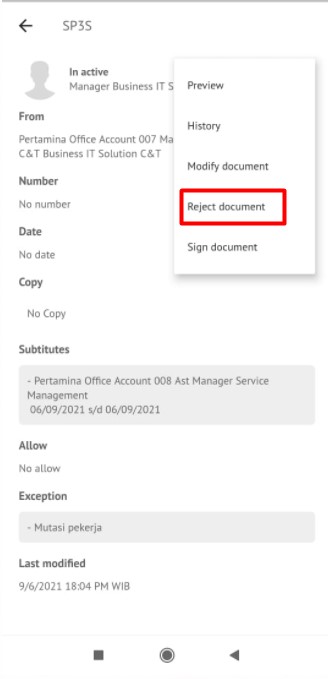 SP3S
In active
Manager Business IT S
Preview
History
Modify document
Reject document
Sign document
From
Pertamina Office Account 007 Ma
C&T Business IT Solution C&T
Number
No number
Date
No date
Copy
No Copy
Subtitutes
- Pertamina Office Account 008 Ast Manager Service
Management
06/09/2021 s/d 06/09/2021
Allow
No allow
Exception
- Mutasi pekerja
Last modified
9/6/2021 18:04 PM WIB